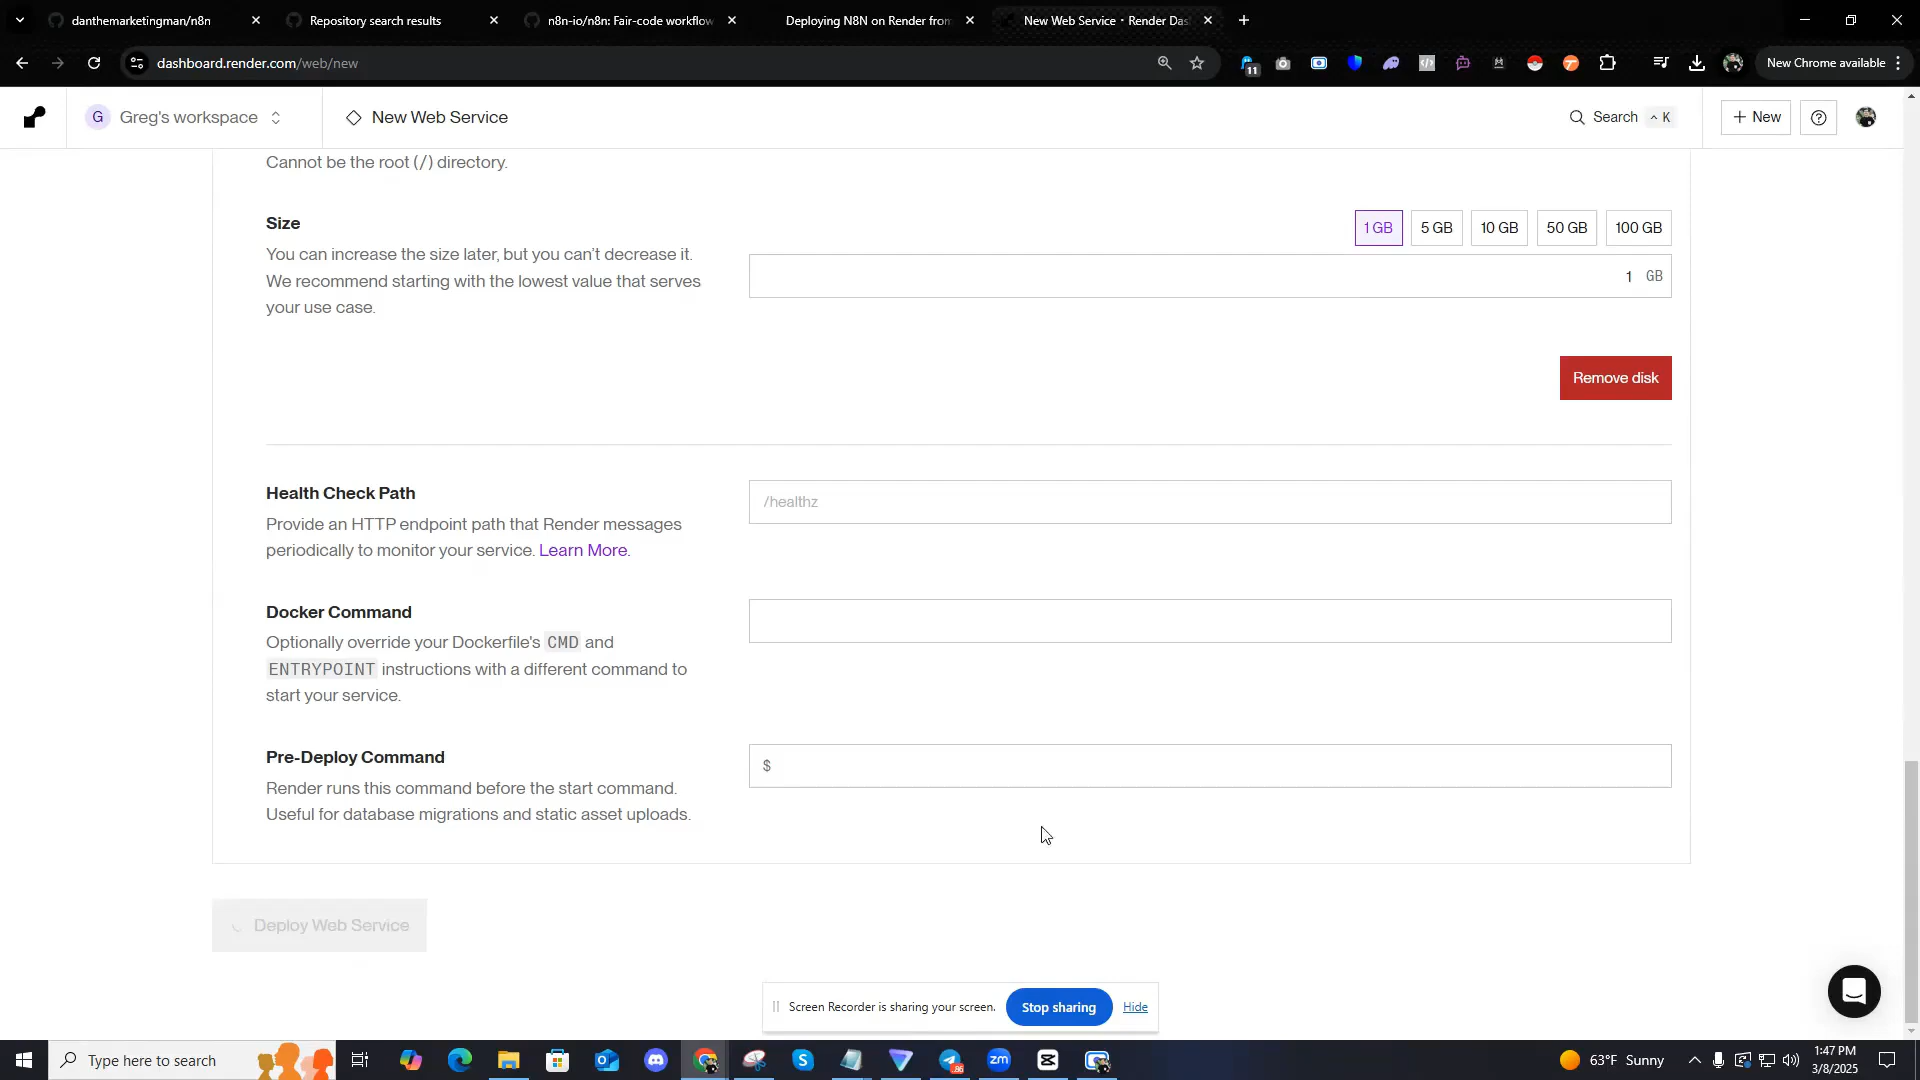 danthemarketingman/n8n
Repository search results
n8n-io/n8n: Fair-code workflow
Deploying N8N on Render from
New Web Service • Render Das
dashboard.render.com/web/new
11
New Chrome available
G Greg's workspace
New Web Service
Search ^ K
+ New
Cannot be the root (/) directory.
Size
1 GB 5 GB 10 GB 50 GB 100 GB
You can increase the size later, but you can't decrease it.
We recommend starting with the lowest value that serves
your use case.
1 GB
Remove disk
Health Check Path
/healthz
Provide an HTTP endpoint path that Render messages
periodically to monitor your service. Learn More.
Docker Command
Optionally override your Dockerfile's CMD and
ENTRYPOINT instructions with a different command to
start your service.
Pre-Deploy Command
$
Render runs this command before the start command.
Useful for database migrations and static asset uploads.
Deploy Web Service
Screen Recorder is sharing your screen. Stop sharing Hide
Type here to search
zm
63°F Sunny
1:47 PM
3/8/2025